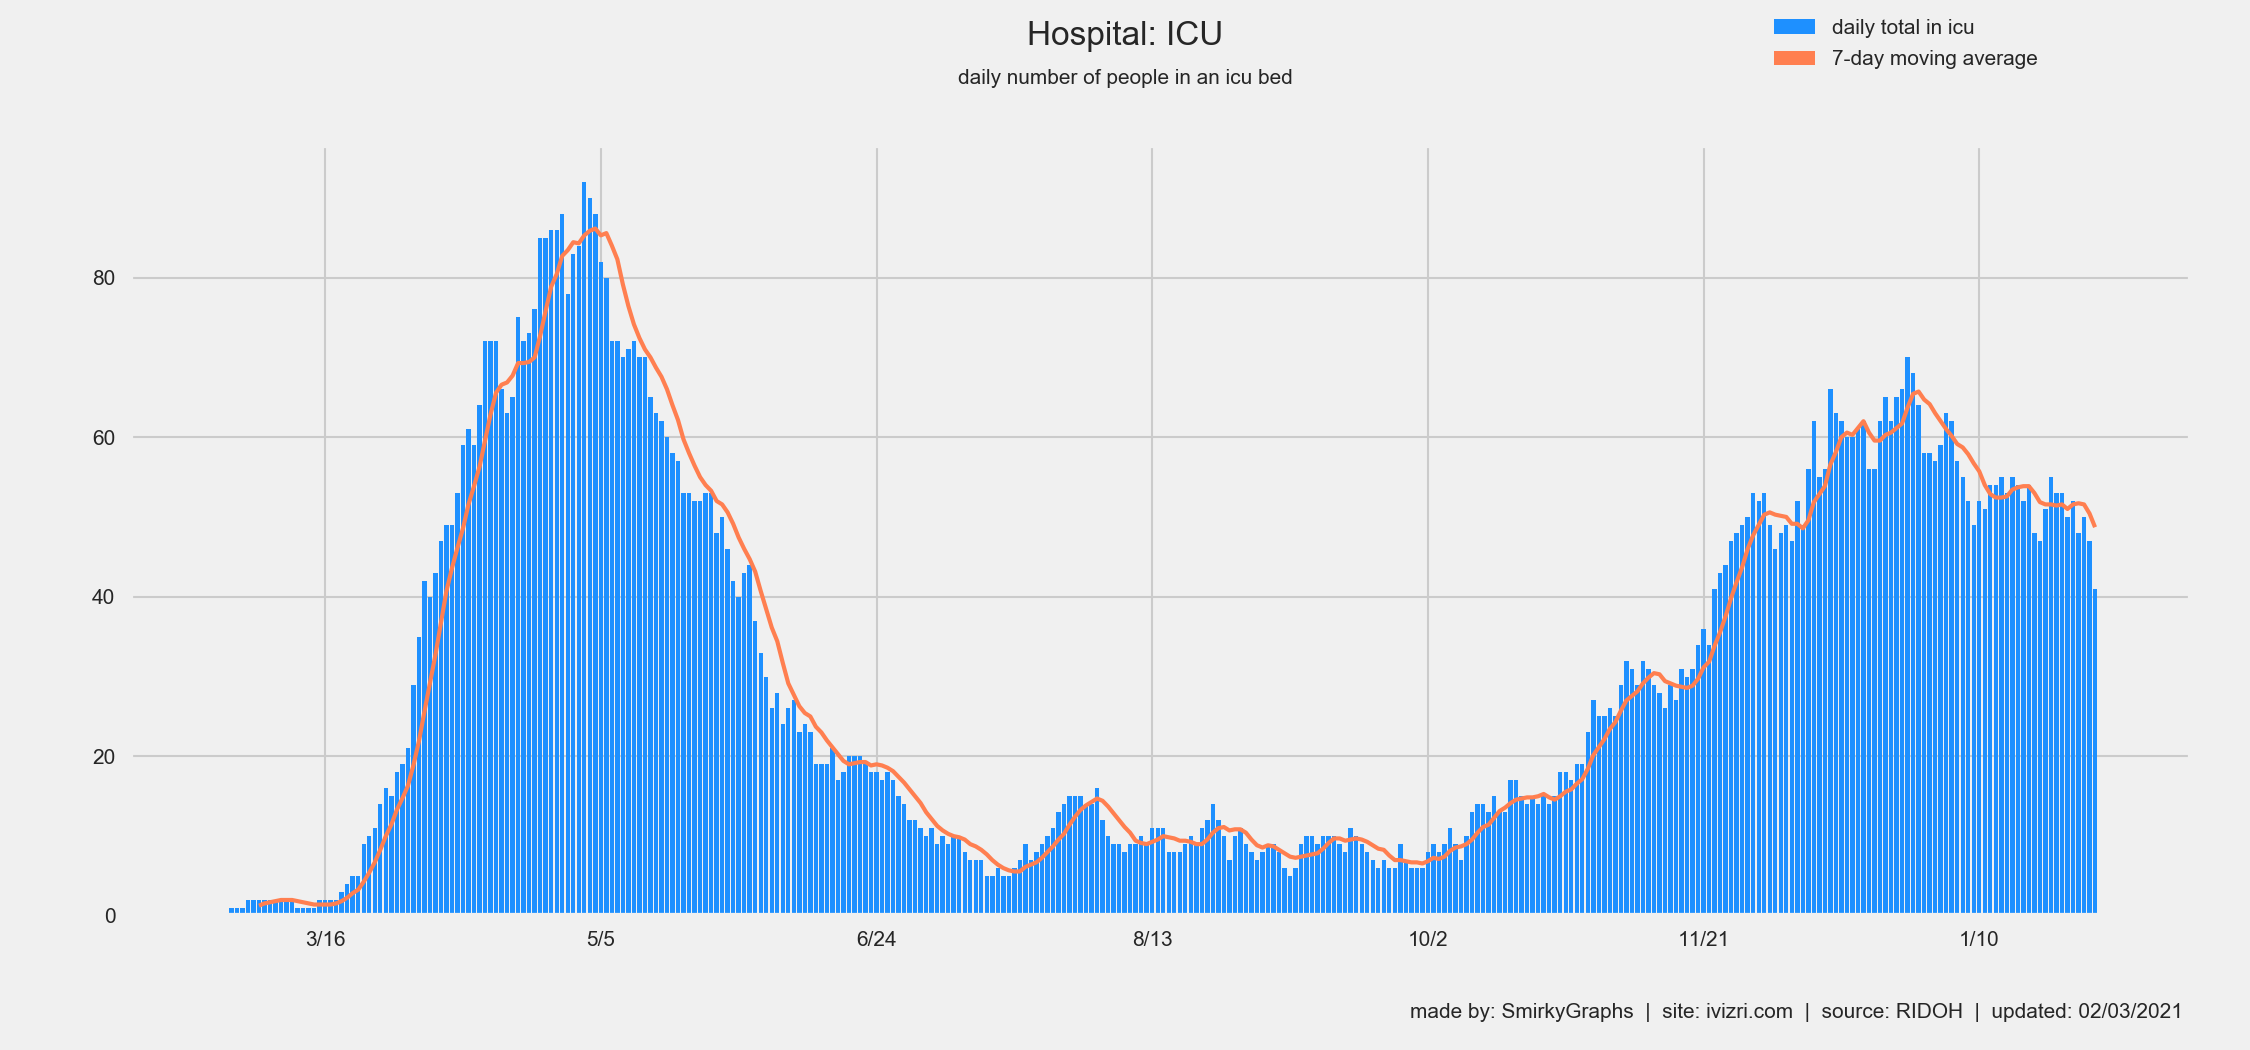 Hospital: ICU
daily number of people in an icu bed
daily total in icu
7-day moving average
80
60
40
20
0
3/16 5/5 6/24 8/13 10/2 11/21 1/10
made by: SmirkyGraphs | site: ivizri.com | source: RIDOH | updated: 02/03/2021